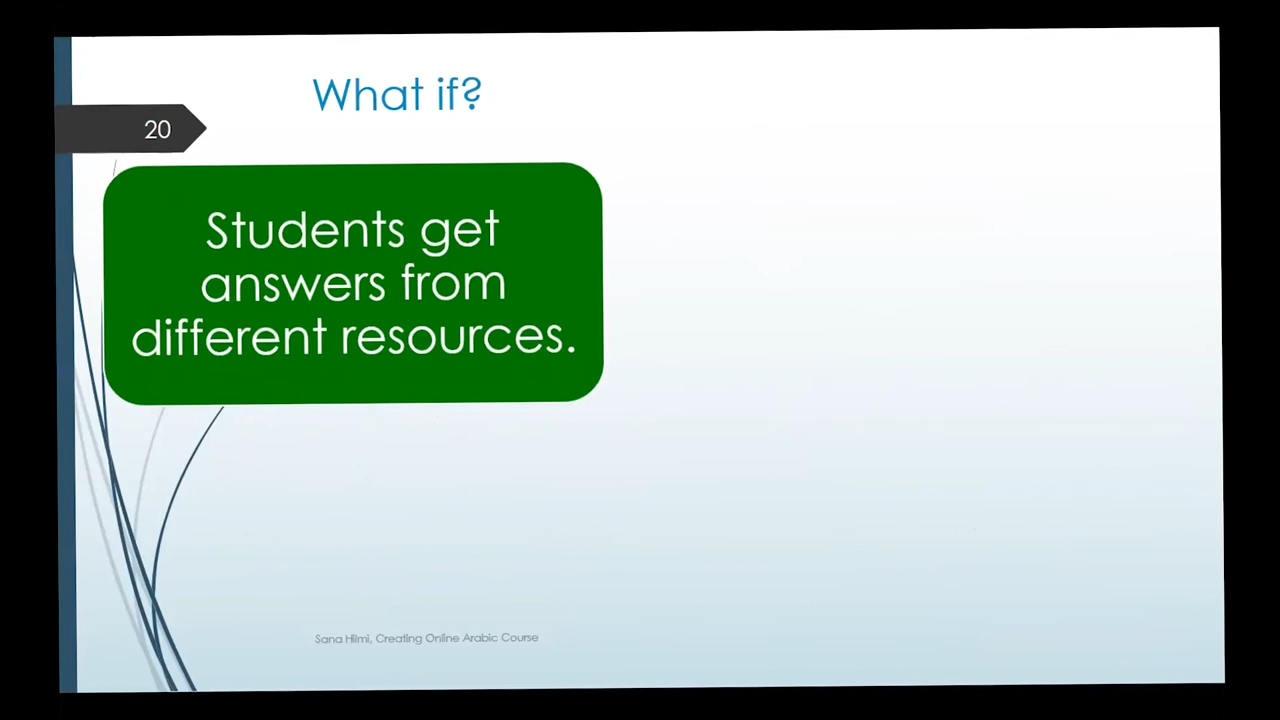 What if?
20
Students get
answers from
different resources.
Sana Hilmi, Creating Online Arabic Course